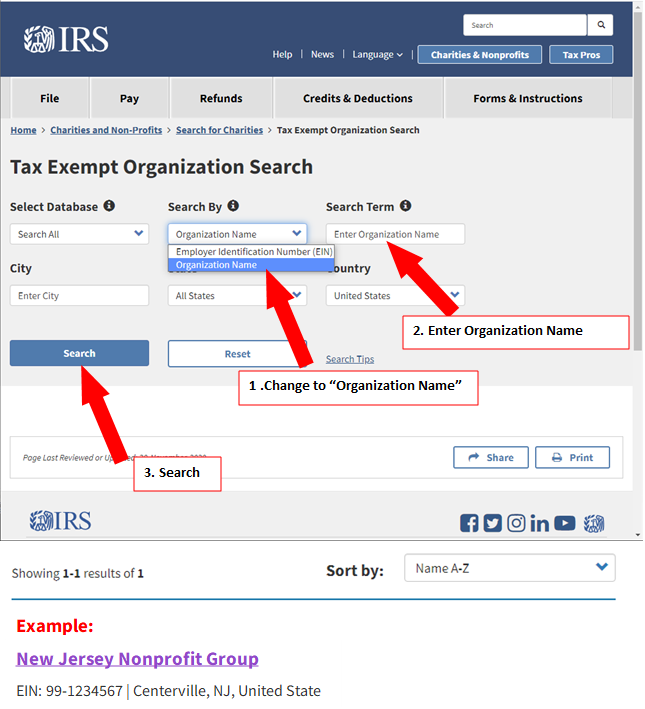 IRS
Search
Help | News | Language | Charities & Nonprofits Tax Pros
File Pay Refunds Credits & Deductions Forms & Instructions
Home > Charities and Non-Profits > Search for Charities > Tax Exempt Organization Search
Tax Exempt Organization Search
Select Database Search By Search Term
Search All Organization Name Enter Organization Name
Employer Identification Number (EIN)
Organization Name
City Country
Enter City All States United States
2. Enter Organization Name
Search Reset Search Tips
1 .Change to “Organization Name”
Page Last Reviewed or Share Print
3. Search
IRS
Showing 1-1 results of 1 Sort by: Name A-Z
Example:
New Jersey Nonprofit Group
EIN: 99-1234567 | Centerville, NJ, United State